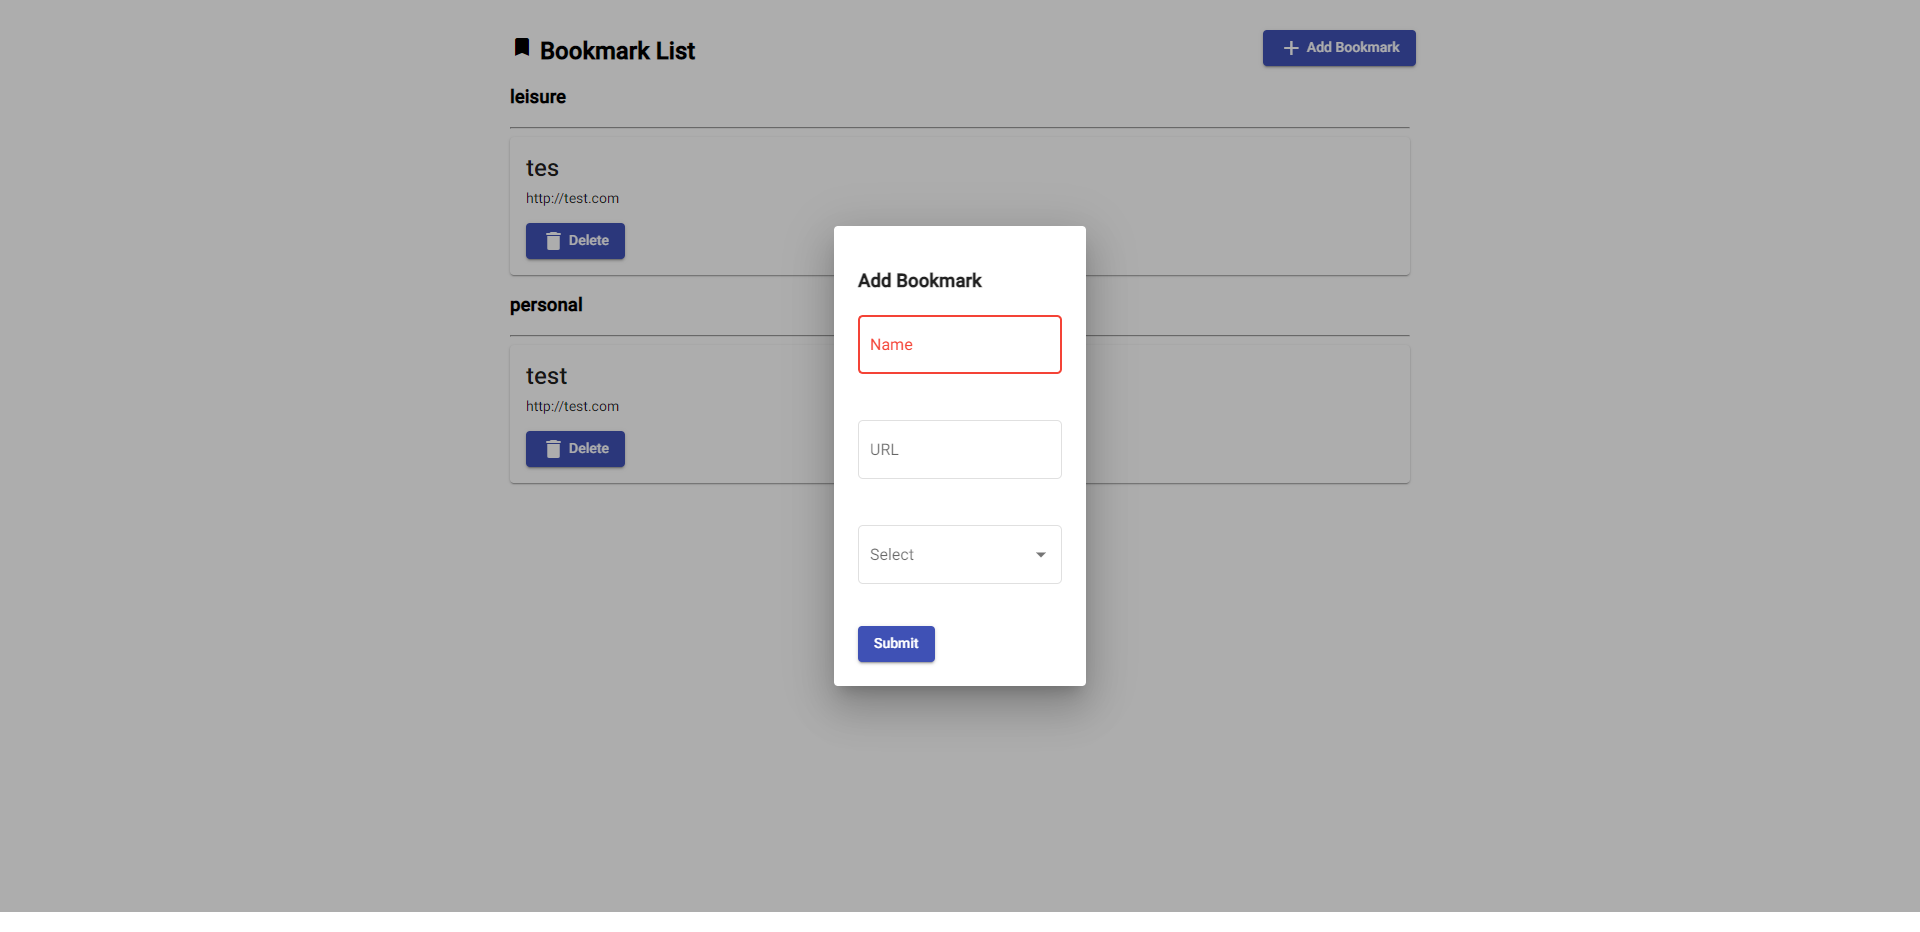 Bookmark List
Add Bookmark
leisure
tes
http://test.com
Delete
personal
test
http://test.com
Delete
Add Bookmark
Name
URL
Select
Submit